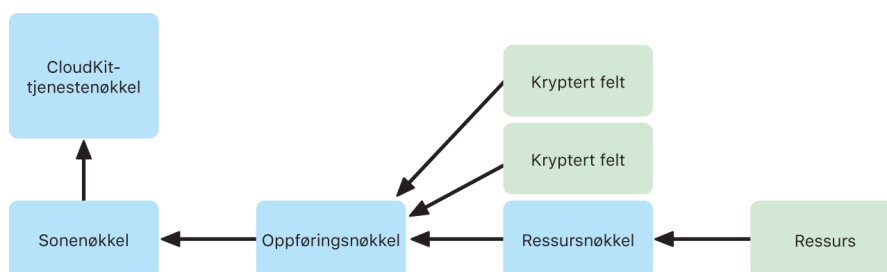 CloudKit-
tjenestenøkkel
Kryptert felt
Kryptert felt
Sonenøkkel
Oppføringsnøkkel
Ressursnøkkel
Ressurs